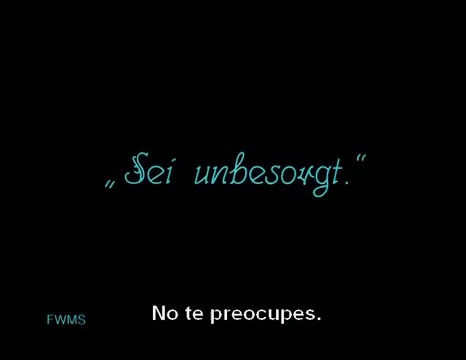 „Sei unbesorgt.“
No te preocupes.
FWMS